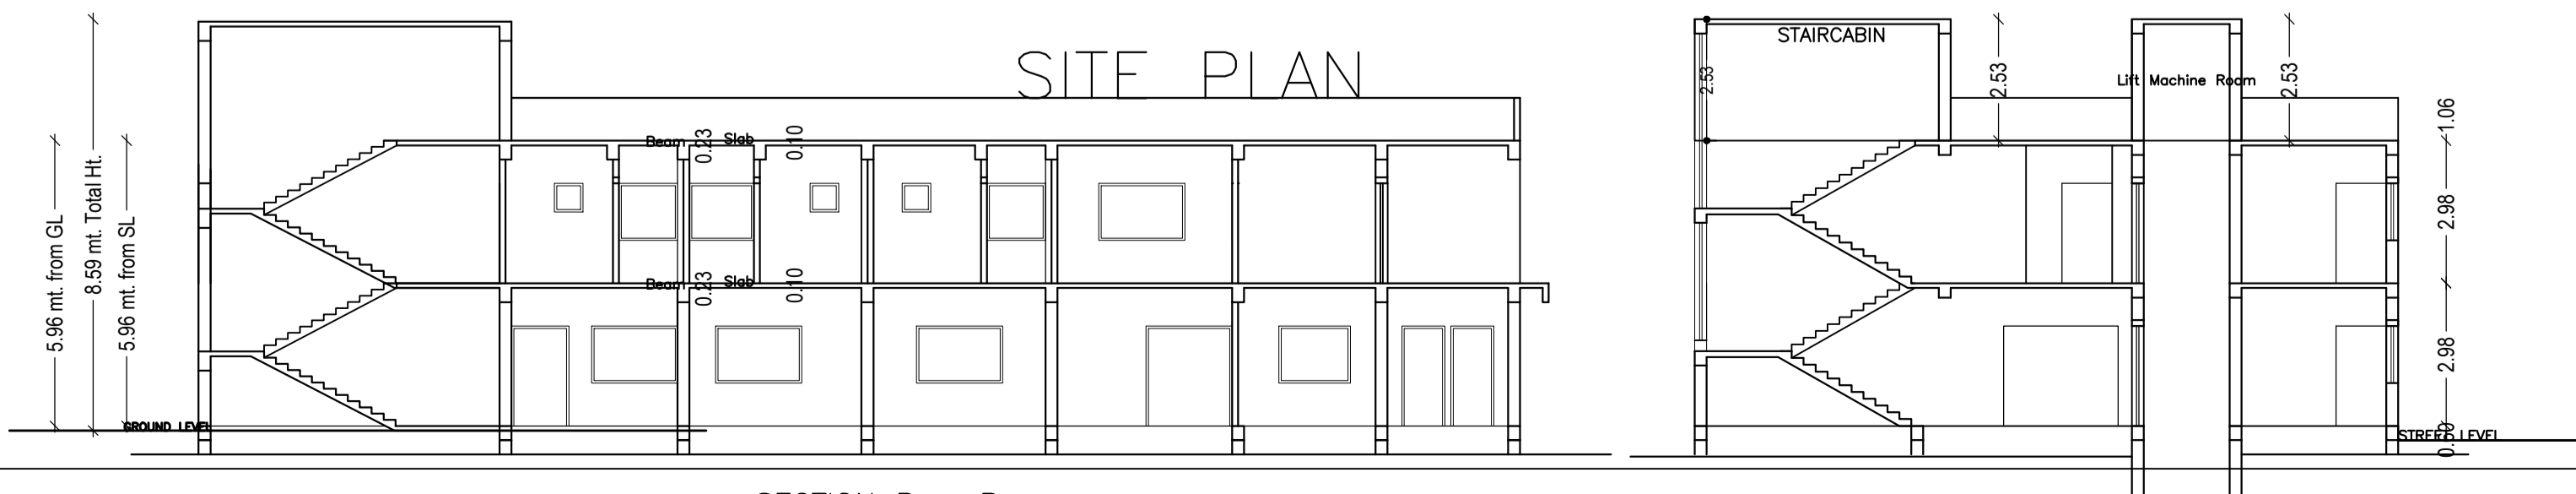 SITE PLAN
5.96 mt. from GL
8.59 mt. Total Ht.
5.96 mt. from SL
Beam 0.23 Slab 0.10
Beam 0.23 Slab 0.10
GROUND LEVEL
STAIRCABIN
2.53
2.53
Lift Machine Room
2.53
1.06
2.98
2.98
STREET LEVEL